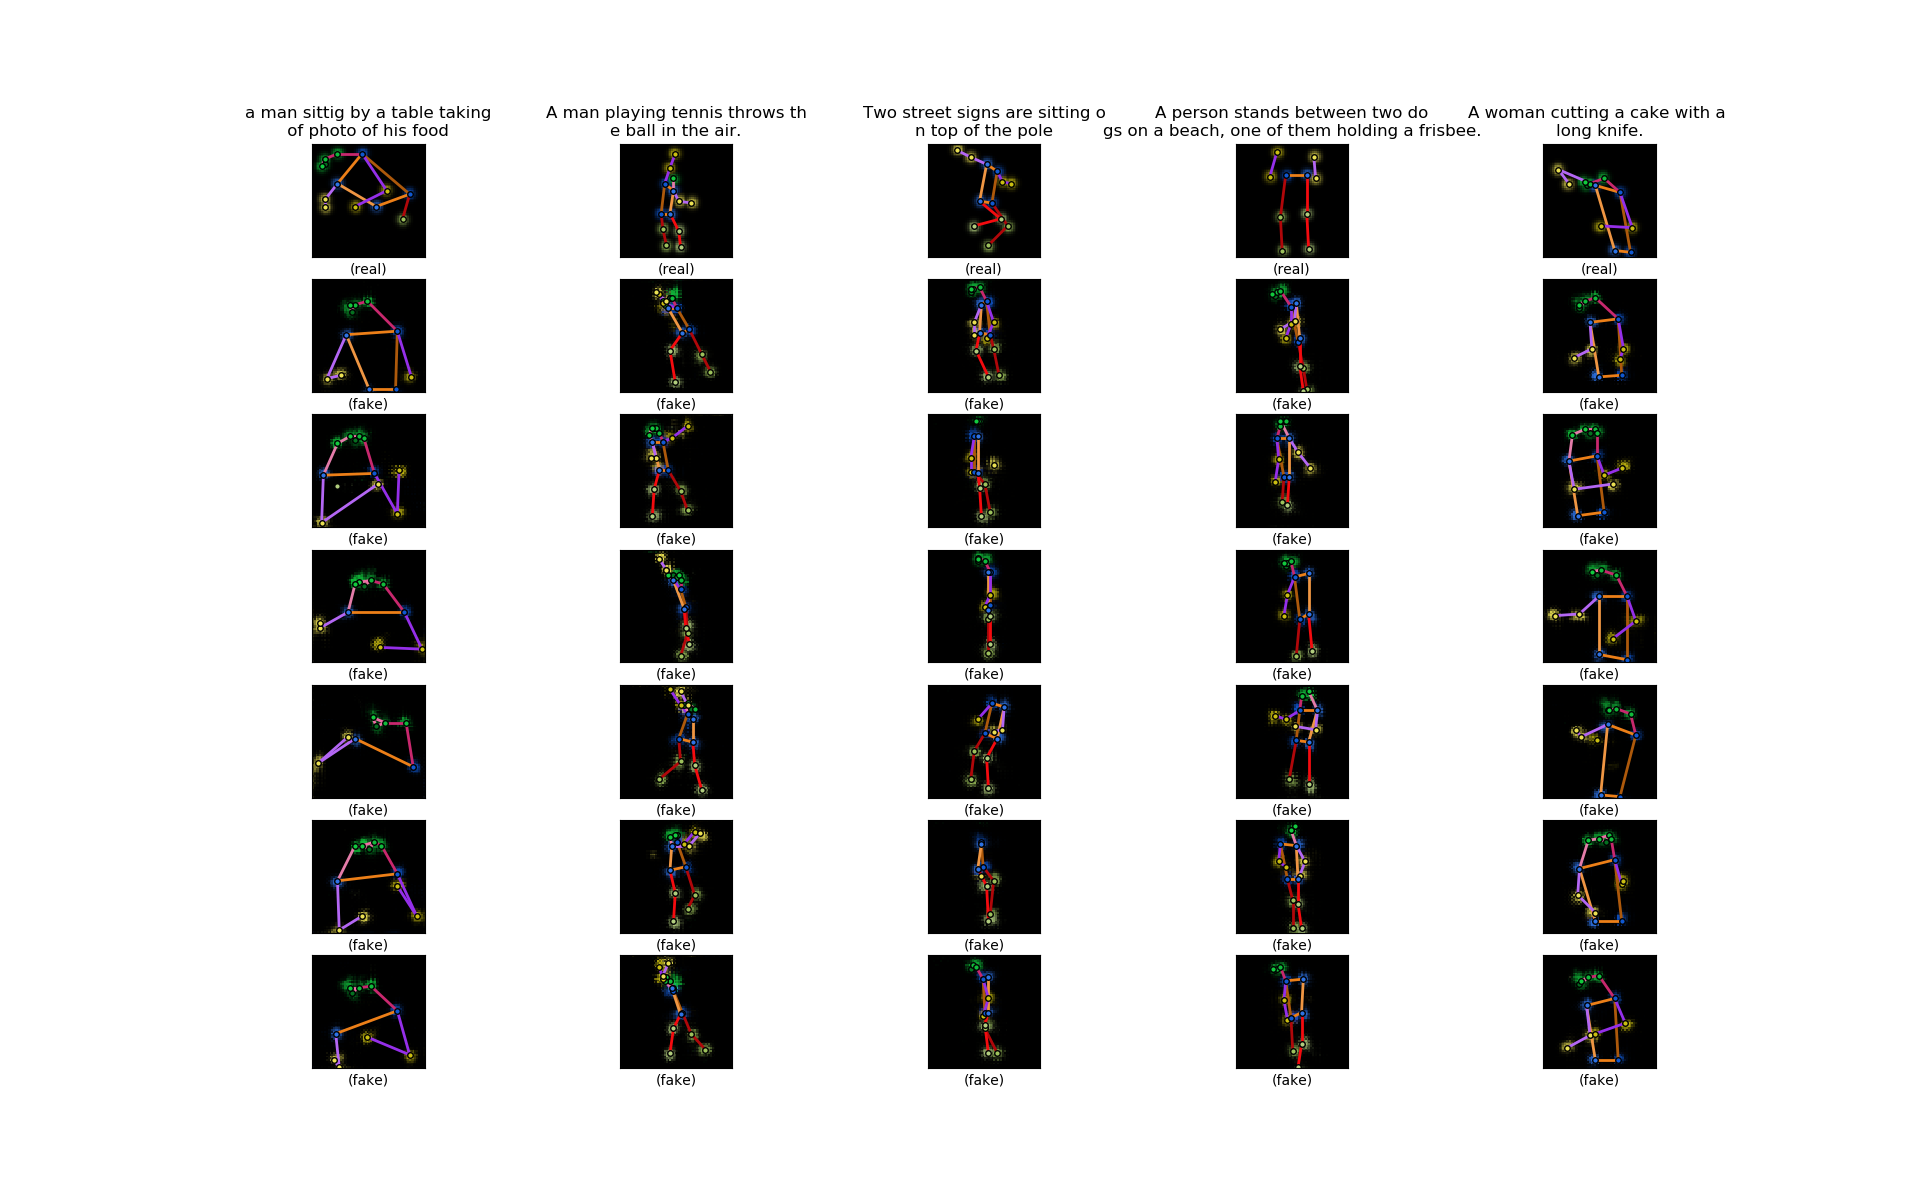 a man sittig by a table taking
of photo of his food
A man playing tennis throws th
e ball in the air.
Two street signs are sitting o
n top of the pole
A person stands between two do
gs on a beach, one of them holding a frisbee.
A woman cutting a cake with a
long knife.
(real) (real) (real) (real) (real)
(fake) (fake) (fake) (fake) (fake)
(fake) (fake) (fake) (fake) (fake)
(fake) (fake) (fake) (fake) (fake)
(fake) (fake) (fake) (fake) (fake)
(fake) (fake) (fake) (fake) (fake)
(fake) (fake) (fake) (fake) (fake)